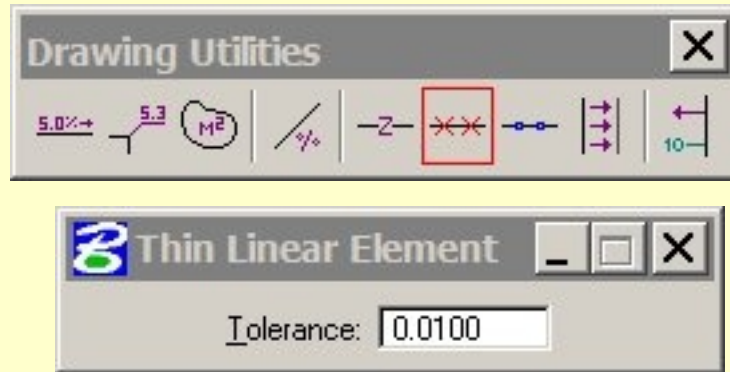 Drawing Utilities
5.0%→ 5.3 M² % Z 10
Thin Linear Element
Tolerance: 0.0100